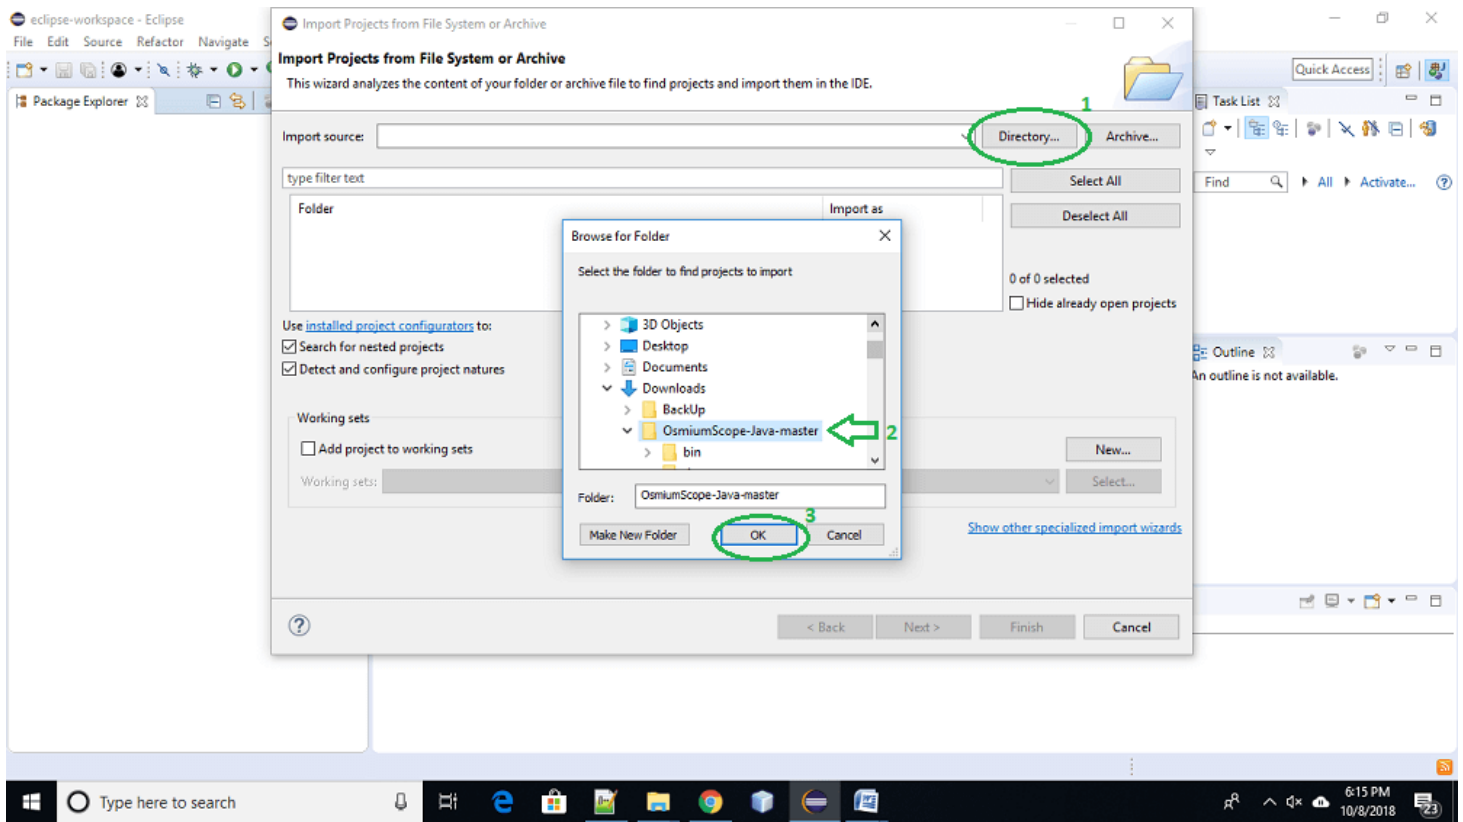 eclipse-workspace - Eclipse
File Edit Source Refactor Navigate
Package Explorer
Import Projects from File System or Archive
Import Projects from File System or Archive
This wizard analyzes the content of your folder or archive file to find projects and import them in the IDE.
1
Import source:
Directory...
Archive...
type filter text
Select All
Folder
Import as
Deselect All
0 of 0 selected
Hide already open projects
Use installed project configurators to:
Search for nested projects
Detect and configure project natures
Working sets
Add project to working sets
New...
Working sets:
Select...
Show other specialized import wizards
< Back
Next >
Finish
Cancel
Browse for Folder
Select the folder to find projects to import
3D Objects
Desktop
Documents
Downloads
BackUp
OsmiumScope-Java-master
2
bin
Folder:
OsmiumScope-Java-master
3
Make New Folder
OK
Cancel
Quick Access
Task List
Find
All
Activate...
Outline
An outline is not available.
Type here to search
6:15 PM
10/8/2018
23